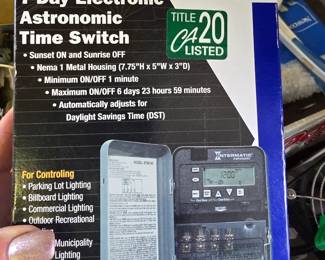 7-Day Electronic
Astronomic
Time Switch
TITLE
CA 20
LISTED
• Sunset ON and Sunrise OFF
• Nema 1 Metal Housing (7.75"H x 5"W x 3"D)
• Minimum ON/OFF 1 minute
• Maximum ON/OFF 6 days 23 hours 59 minutes
• Automatically adjusts for
Daylight Savings Time (DST)
For Controling
• Parking Lot Lighting
• Billboard Lighting
• Commercial Lighting
• Outdoor Recreational
Municipality
Lighting
INTERMATIC
12:00